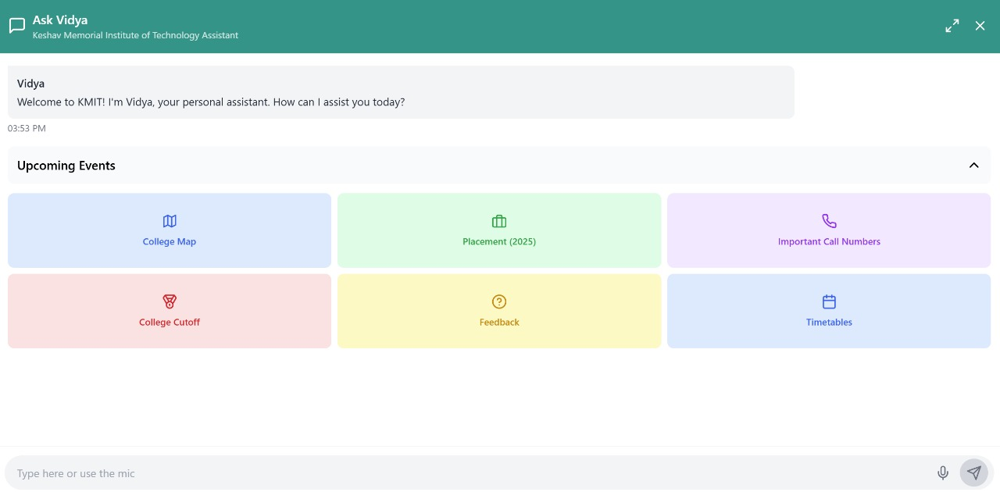 Ask Vidya
Keshav Memorial Institute of Technology Assistant
Vidya
Welcome to KMIT! I'm Vidya, your personal assistant. How can I assist you today?
03:53 PM
Upcoming Events
College Map
Placement (2025)
Important Call Numbers
College Cutoff
Feedback
Timetables
Type here or use the mic